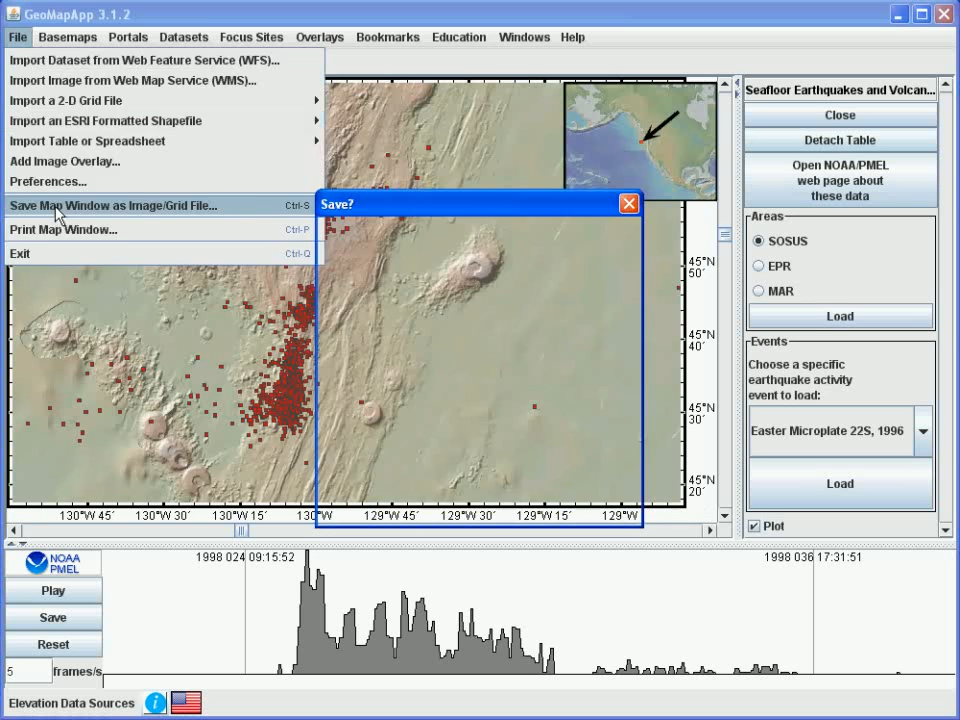 GeoMapApp 3.1.2
File Basemaps Portals Datasets Focus Sites Overlays Bookmarks Education Windows Help
Import Dataset from Web Feature Service (WFS)...
Import Image from Web Map Service (WMS)...
Import a 2-D Grid File
Import an ESRI Formatted Shapefile
Import Table or Spreadsheet
Add Image Overlay...
Preferences...
Save Map Window as Image/Grid File... Ctrl-S
Print Map Window... Ctrl-P
Exit Ctrl-Q
Save?
45°N
50´
45°N
40´
45°N
30´
45°N
20´
130°W 45´ 130°W 30´ 130°W 15´ 129°W 45´ 129°W 30´ 129°W 15´ 129°W
Seafloor Earthquakes and Volcan...
Close
Detach Table
Open NOAA/PMEL
web page about
these data
Areas
SOSUS
EPR
MAR
Load
Events
Choose a specific
earthquake activity
event to load:
Easter Microplate 22S, 1996
Load
Plot
NOAA
PMEL
Play
Save
Reset
5 frames/s
1998 024 09:15:52 1998 036 17:31:51
Elevation Data Sources